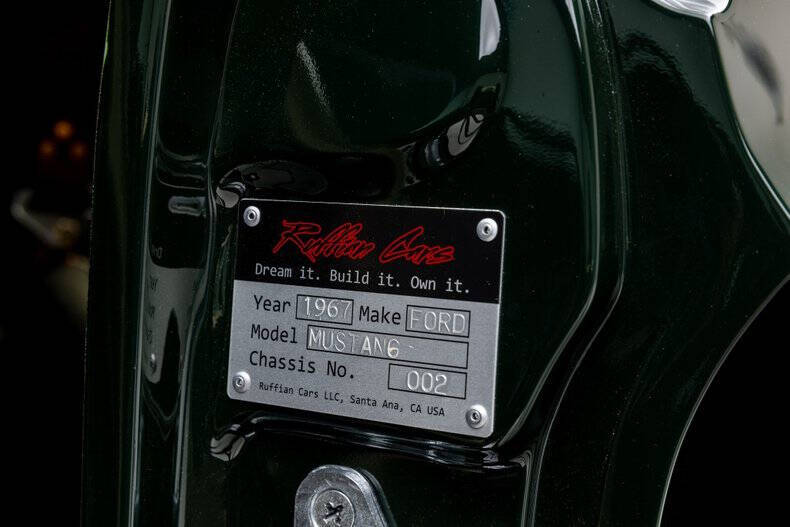 Ruffian Cars
Dream it. Build it. Own it.
Year 1967 Make FORD
Model MUSTANG
Chassis No. 002
Ruffian Cars LLC, Santa Ana, CA USA